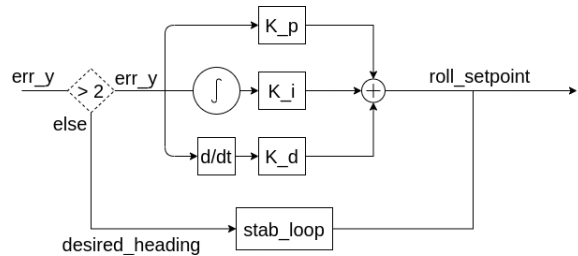 K_p
err_y
> 2
err_y
∫
K_i
+
roll_setpoint
else
d/dt
K_d
desired_heading
stab_loop